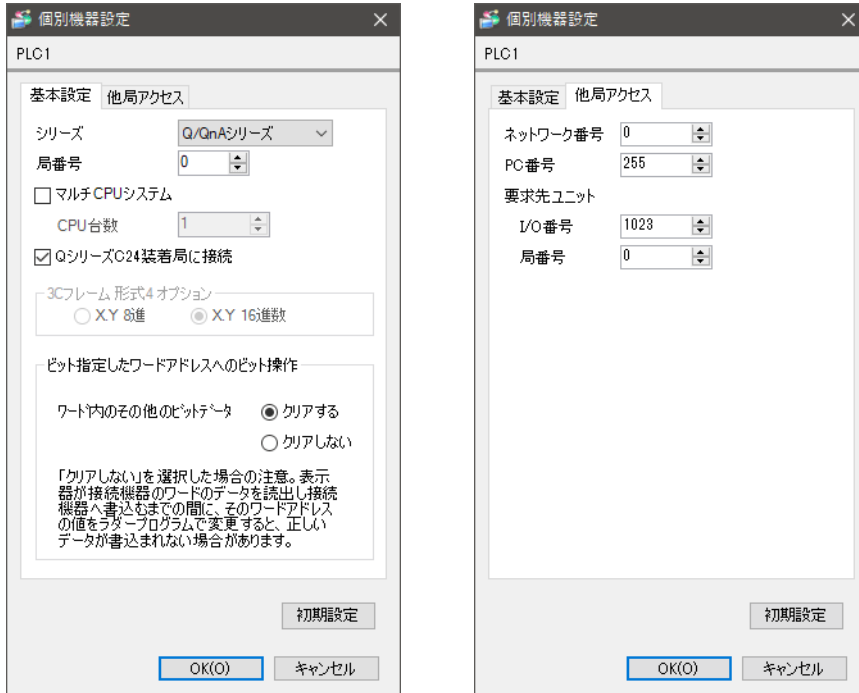 個別機器設定
PLC1
基本設定
他局アクセス
シリーズ
Q/QnAシリーズ
局番号
0
マルチCPUシステム
CPU台数
1
QシリーズC24装着局に接続
3Cフレーム 形式4 オプション
X.Y 8進
X.Y 16進数
ビット指定したワードアドレスへのビット操作
ワード内のその他のビットデータ
クリアする
クリアしない
「クリアしない」を選択した場合の注意。表示
器が接続機器のワードのデータを読出し接続
機器へ書込むまでの間に、そのワードアドレス
の値をラダープログラムで変更すると、正しい
データが書込まれない場合があります。
初期設定
OK(O)
キャンセル
個別機器設定
PLC1
基本設定
他局アクセス
ネットワーク番号
0
PC番号
255
要求先ユニット
I/O番号
1023
局番号
0
初期設定
OK(O)
キャンセル